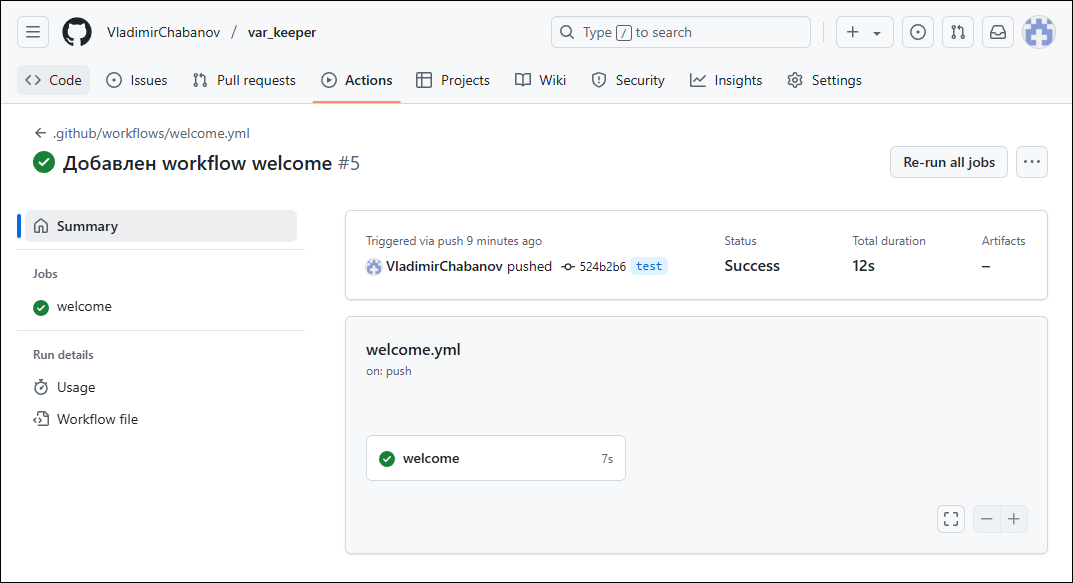 VladimirChabanov / var_keeper
Type / to search
Code
Issues
Pull requests
Actions
Projects
Wiki
Security
Insights
Settings
.github/workflows/welcome.yml
Добавлен workflow welcome #5
Re-run all jobs
Summary
Jobs
welcome
Run details
Usage
Workflow file
Triggered via push 9 minutes ago
VladimirChabanov pushed 524b2b6 test
Status
Success
Total duration
12s
Artifacts
–
welcome.yml
on: push
welcome 7s